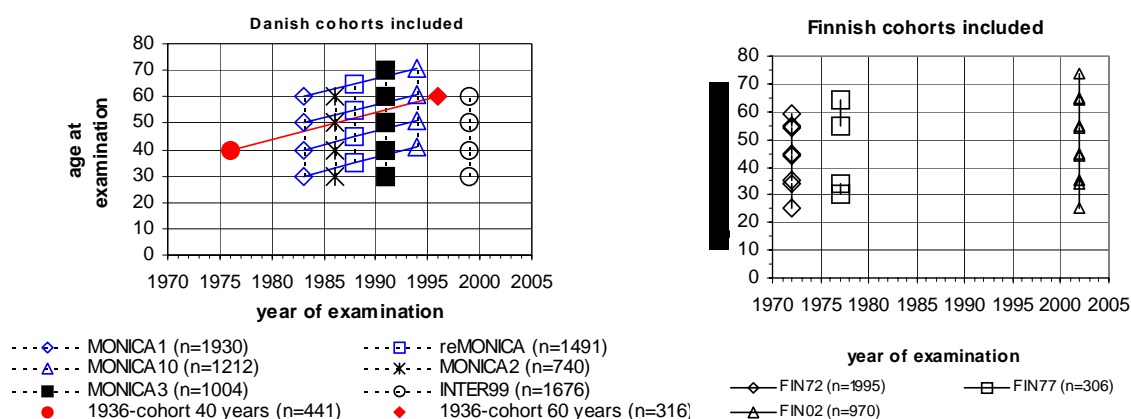 Danish cohorts included
80
70
60
50
40
30
20
10
0
age at
examination
1970 1975 1980 1985 1990 1995 2000 2005
year of examination
MONICA1 (n=1930)
reMONICA (n=1491)
MONICA10 (n=1212)
MONICA2 (n=740)
MONICA3 (n=1004)
INTER99 (n=1676)
1936-cohort 40 years (n=441)
1936-cohort 60 years (n=316)
Finnish cohorts included
80
70
60
50
40
30
20
10
0
1970 1975 1980 1985 1990 1995 2000 2005
year of examination
FIN72 (n=1995)
FIN77 (n=306)
FIN02 (n=970)